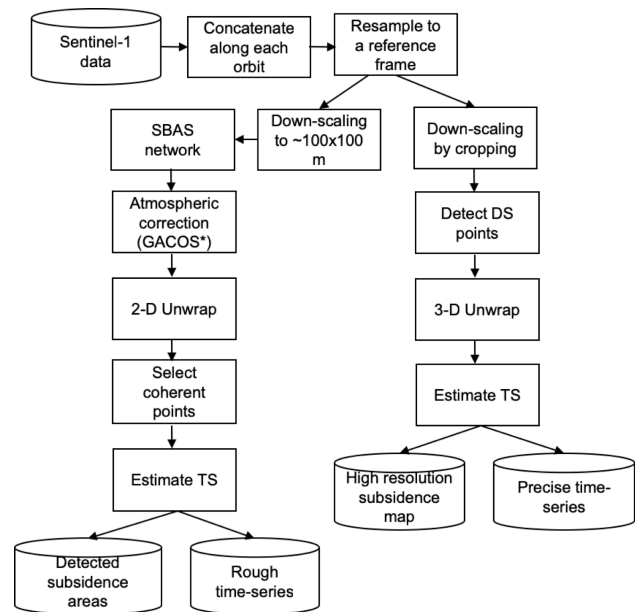 Sentinel-1
data
Concatenate
along each
orbit
Resample to
a reference
frame
SBAS
network
Down-scaling
to ~100x100
m
Down-scaling
by cropping
Atmospheric
correction
(GACOS*)
Detect DS
points
2-D Unwrap
3-D Unwrap
Select
coherent
points
Estimate TS
Estimate TS
High resolution
subsidence
map
Precise time-
series
Detected
subsidence
areas
Rough
time-series